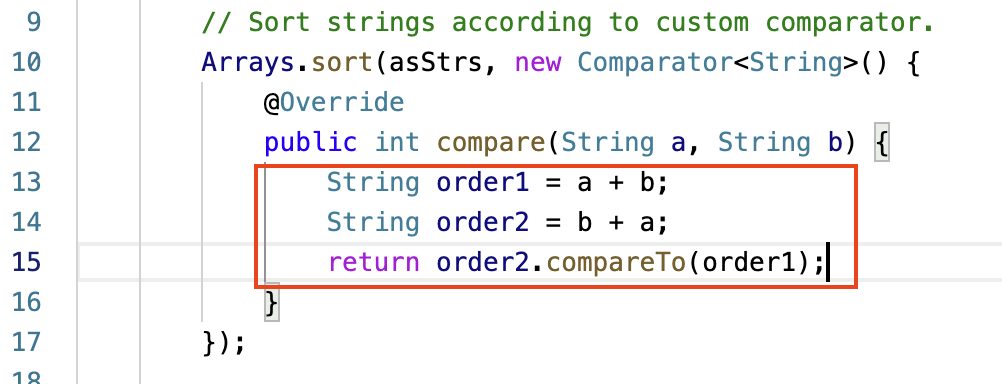 9 // Sort strings according to custom comparator.
10 Arrays.sort(asStrs, new Comparator<String>() {
11 @Override
12 public int compare(String a, String b) {
13 String order1 = a + b;
14 String order2 = b + a;
15 return order2.compareTo(order1);
16 }
17 });
18